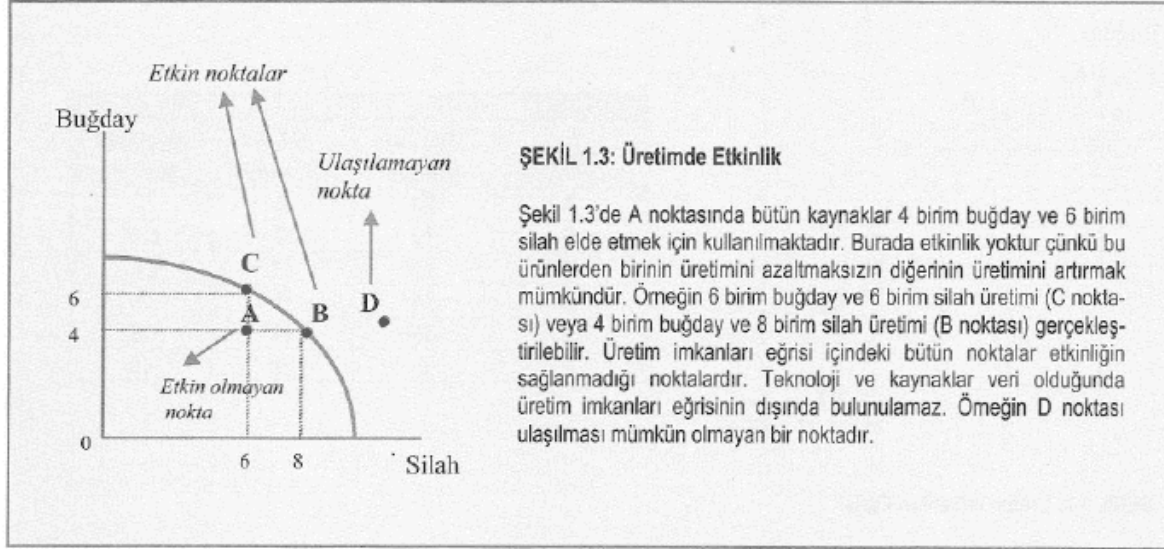 Etkin noktalar
Buğday
Ulaşılamayan
nokta
C
6
A
B
D
4
Etkin olmayan
nokta
0
6
8
Silah
ŞEKİL 1.3: Üretimde Etkinlik
Şekil 1.3'de A noktasında bütün kaynaklar 4 birim buğday ve 6 birim
silah elde etmek için kullanılmaktadır. Burada etkinlik yoktur çünkü bu
ürünlerden birinin üretimini azaltmaksızın diğerinin üretimini artırmak
mümkündür. Örneğin 6 birim buğday ve 6 birim silah üretimi (C nokta-
sı) veya 4 birim buğday ve 8 birim silah üretimi (B noktası) gerçekleş-
tirilebilir. Üretim imkanları eğrisi içindeki bütün noktalar etkinliğin
sağlanmadığı noktalardır. Teknoloji ve kaynaklar veri olduğunda
üretim imkanları eğrisinin dışında bulunulamaz. Örneğin D noktası
ulaşılması mümkün olmayan bir noktadır.